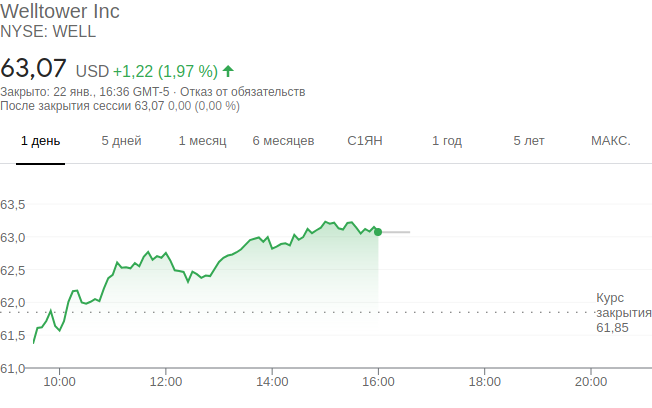 Welltower Inc
NYSE: WELL
63,07 USD +1,22 (1,97 %)
Закрыто: 22 янв., 16:36 GMT-5 · Отказ от обязательств
После закрытия сессии 63,07 0,00 (0,00 %)
1 день 5 дней 1 месяц 6 месяцев С1ЯН 1 год 5 лет МАКС.
63,5
63,0
62,5
62,0
61,5
61,0
Курс
закрытия
61,85
10:00 12:00 14:00 16:00 18:00 20:00